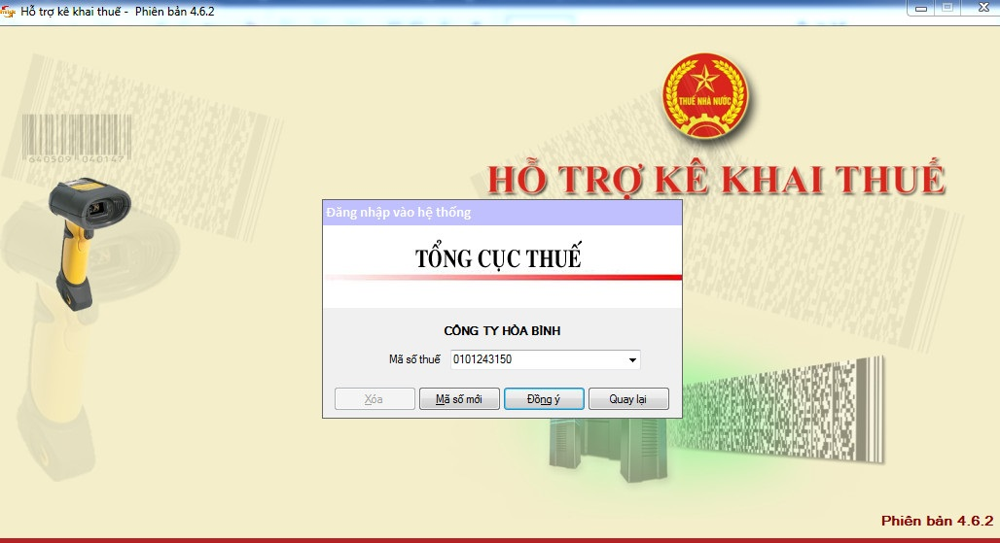 Hỗ trợ kê khai thuế - Phiên bản 4.6.2
THUẾ NHÀ NƯỚC
640509 040147
HỖ TRỢ KÊ KHAI THUẾ
Đăng nhập vào hệ thống
TỔNG CỤC THUẾ
CÔNG TY HÒA BÌNH
Mã số thuế 0101243150
Xóa Mã số mới Đồng ý Quay lại
Phiên bản 4.6.2